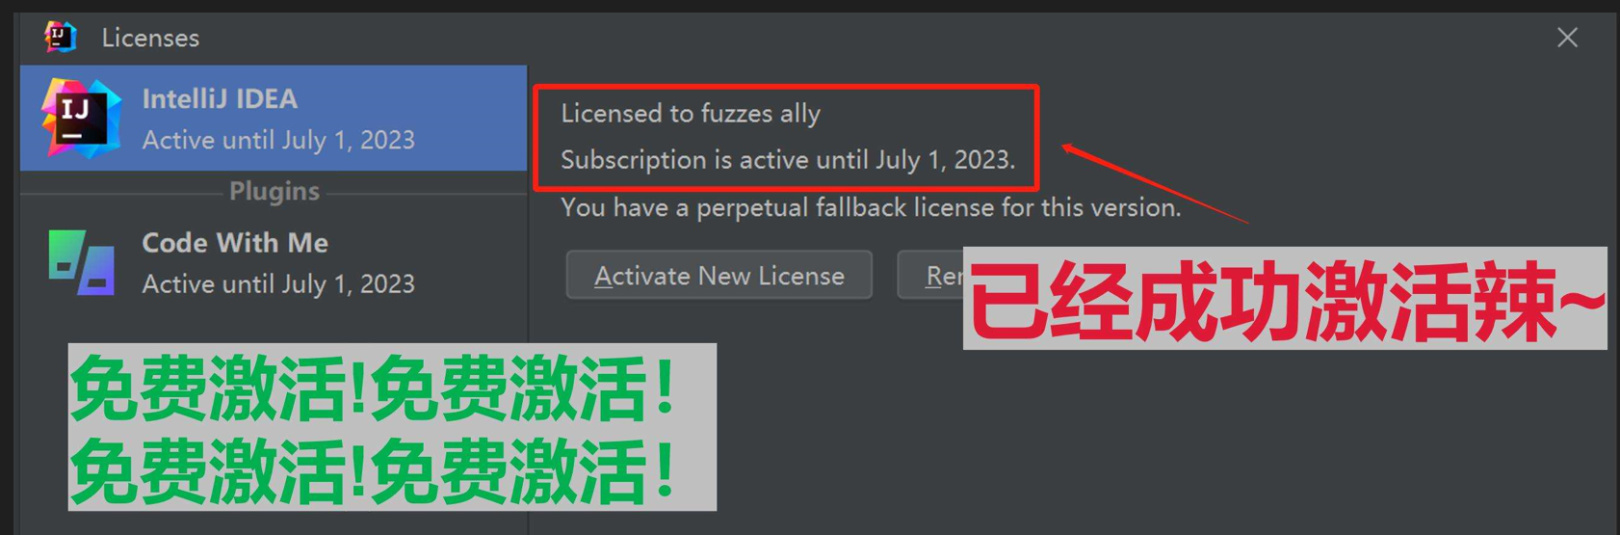 Licenses
IntelliJ IDEA
Active until July 1, 2023
Plugins
Code With Me
Active until July 1, 2023
Licensed to fuzzes ally
Subscription is active until July 1, 2023.
You have a perpetual fallback license for this version.
Activate New License
已经成功激活辣~
免费激活!免费激活!
免费激活!免费激活!